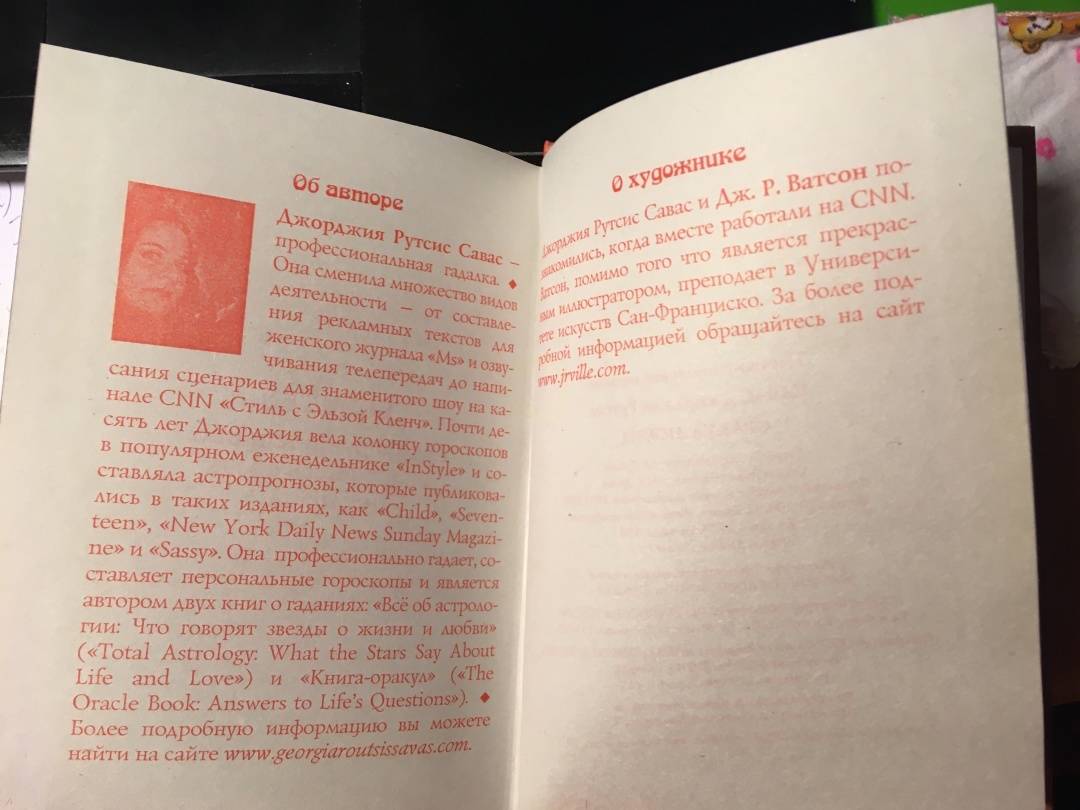 Об авторе
Джорджия Рутсис Савас –
профессиональная гадалка. ◆
Она сменила множество видов
деятельности – от составле-
ния рекламных текстов для
женского журнала «Ms» и озву-
чивания телепередач до напи-
сания сценариев для знаменитого шоу на ка-
нале CNN «Стиль с Эльзой Кленч». Почти де-
сять лет Джорджия вела колонку гороскопов
в популярном еженедельнике «InStyle» и со-
ставляла астропрогнозы, которые публикова-
лись в таких изданиях, как «Child», «Seven-
teen», «New York Daily News Sunday Magazi-
ne» и «Sassy». Она профессионально гадает, со-
ставляет персональные гороскопы и является
автором двух книг о гаданиях: «Всё об астроло-
гии: Что говорят звезды о жизни и любви»
(«Total Astrology: What the Stars Say About
Life and Love») и «Книга-оракул» («The
Oracle Book: Answers to Life's Questions»). ◆
Более подробную информацию вы можете
найти на сайте www.georgiaroutsissavas.com.
О художнике
Джорджия Рутсис Савас и Дж. Р. Ватсон по-
знакомились, когда вместе работали на CNN.
Ватсон, помимо того что является прекрас-
ным иллюстратором, преподает в Универси-
тете искусств Сан-Франциско. За более под-
робной информацией обращайтесь на сайт
www.jrville.com.